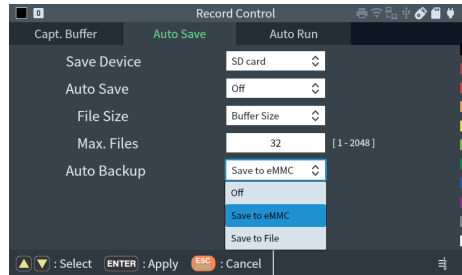 0 Record Control
Capt. Buffer Auto Save Auto Run
Save Device SD card
Auto Save Off
File Size Buffer Size
Max. Files 32 [ 1 - 2048 ]
Auto Backup Save to eMMC
Off
Save to eMMC
Save to File
: Select ENTER : Apply ESC : Cancel